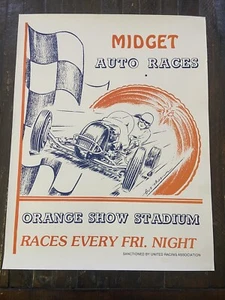 MIDGET
AUTO RACES
ORANGE SHOW STADIUM
RACES EVERY FRI. NIGHT
SANCTIONED BY UNITED RACING ASSOCIATION